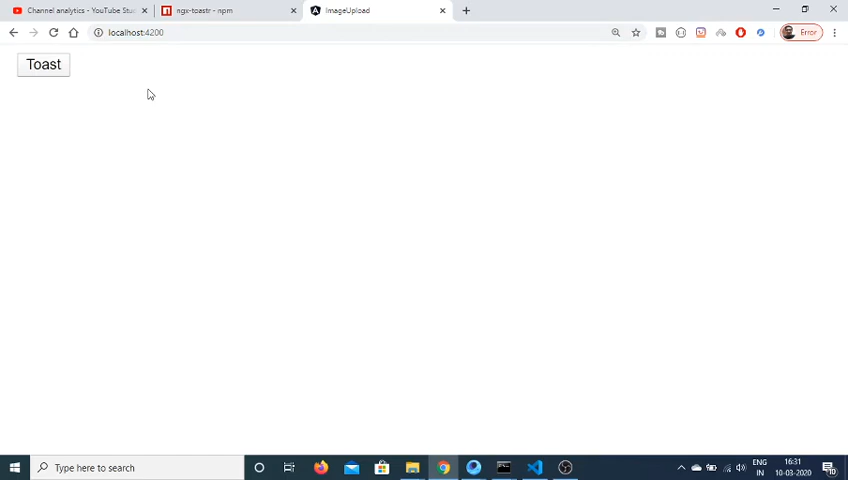 Channel analytics - YouTube Stu
ngx-toastr - npm
ImageUpload
localhost:4200
Error
Toast
Type here to search
ENG
IN
16:31
10-03-2020
10